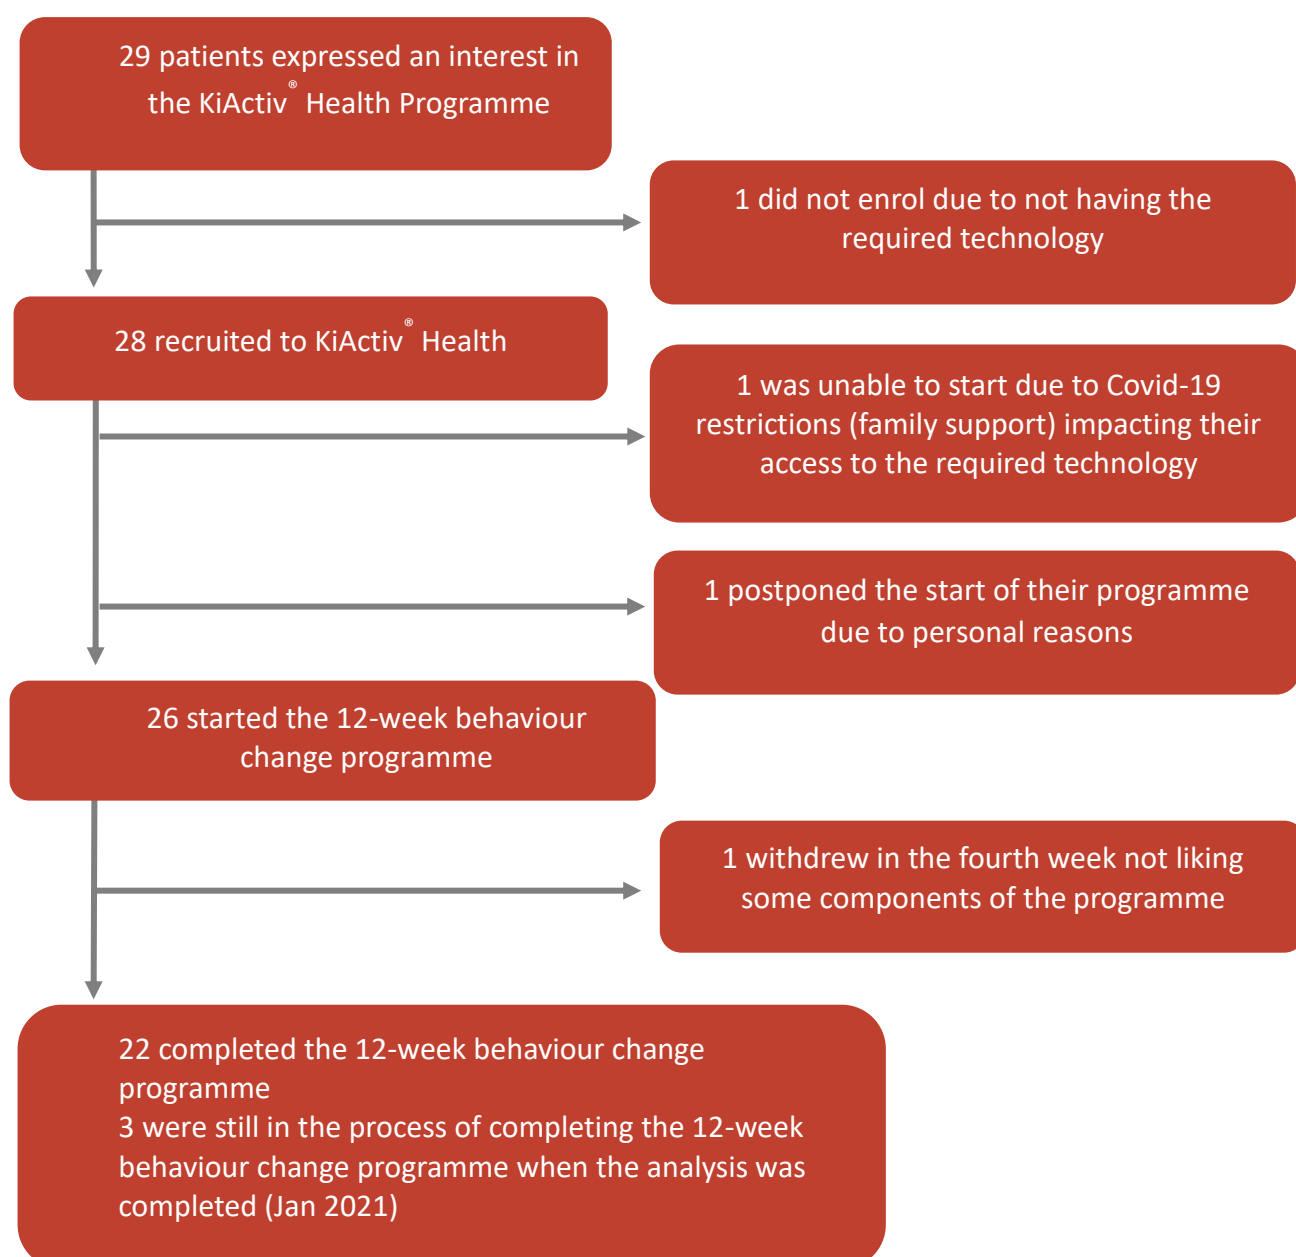 29 patients expressed an interest in
the KiActiv® Health Programme
1 did not enrol due to not having the
required technology
28 recruited to KiActiv® Health
1 was unable to start due to Covid-19
restrictions (family support) impacting their
access to the required technology
1 postponed the start of their programme
due to personal reasons
26 started the 12-week behaviour
change programme
1 withdrew in the fourth week not liking
some components of the programme
22 completed the 12-week behaviour change
programme
3 were still in the process of completing the 12-week
behaviour change programme when the analysis was
completed (Jan 2021)